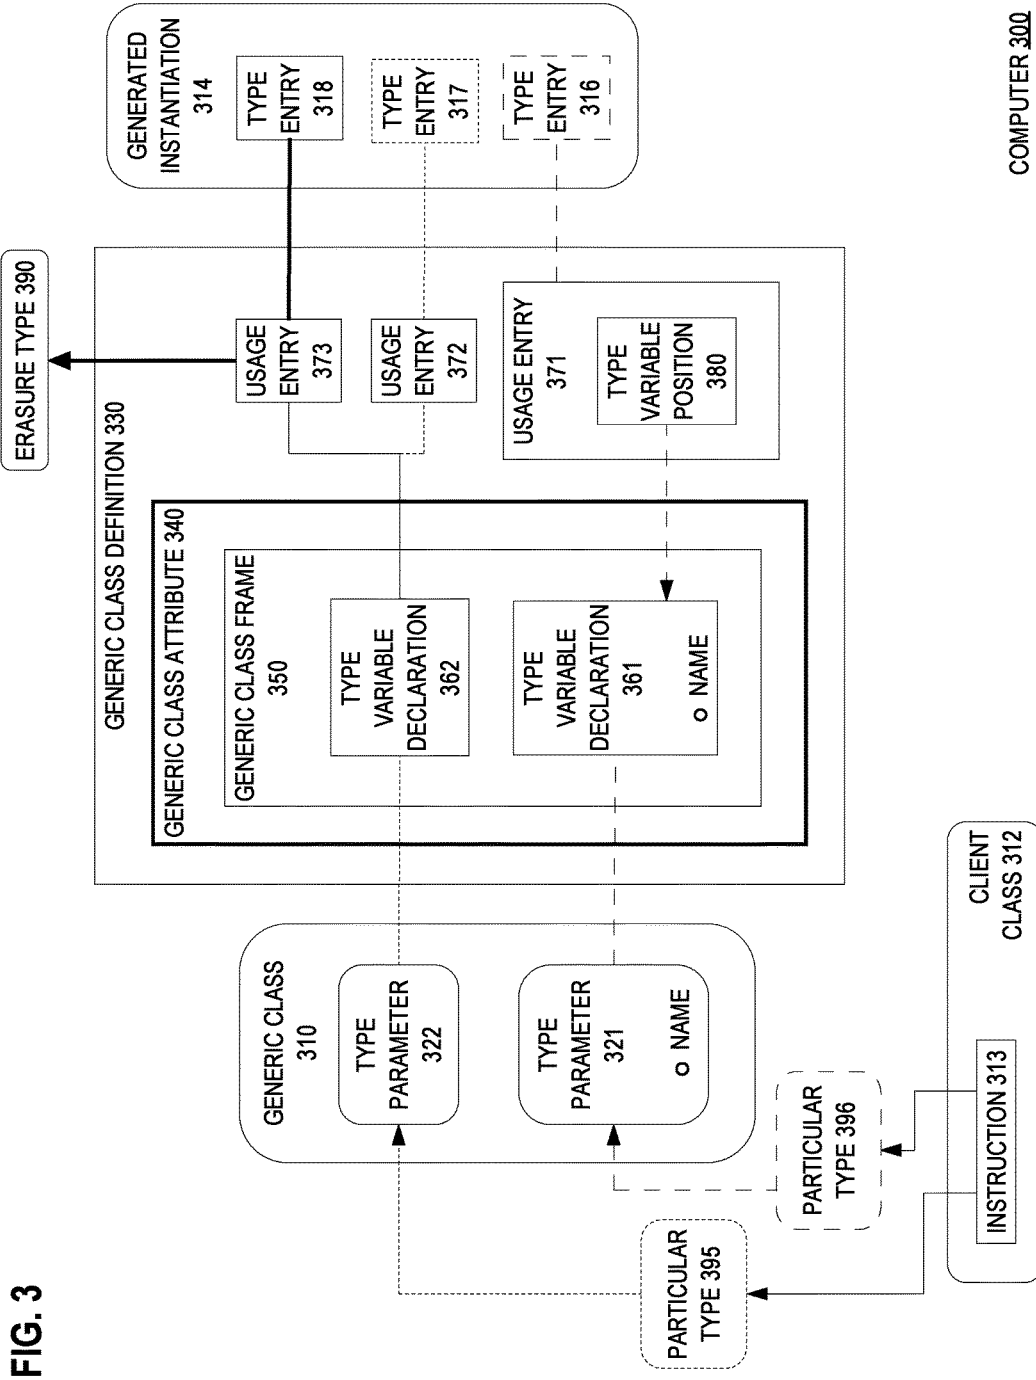 FIG. 3
ERASURE TYPE 390
GENERIC CLASS DEFINITION 330
GENERIC CLASS ATTRIBUTE 340
GENERIC CLASS FRAME
350
GENERIC CLASS
310
TYPE
PARAMETER
322
TYPE
PARAMETER
321
o NAME
TYPE
VARIABLE
DECLARATION
362
TYPE
VARIABLE
DECLARATION
361
o NAME
USAGE
ENTRY
373
USAGE
ENTRY
372
USAGE ENTRY
371
TYPE
VARIABLE
POSITION
380
GENERATED
INSTANTIATION
314
TYPE
ENTRY
318
TYPE
ENTRY
317
TYPE
ENTRY
316
PARTICULAR
TYPE 395
PARTICULAR
TYPE 396
CLIENT
CLASS 312
INSTRUCTION 313
COMPUTER 300